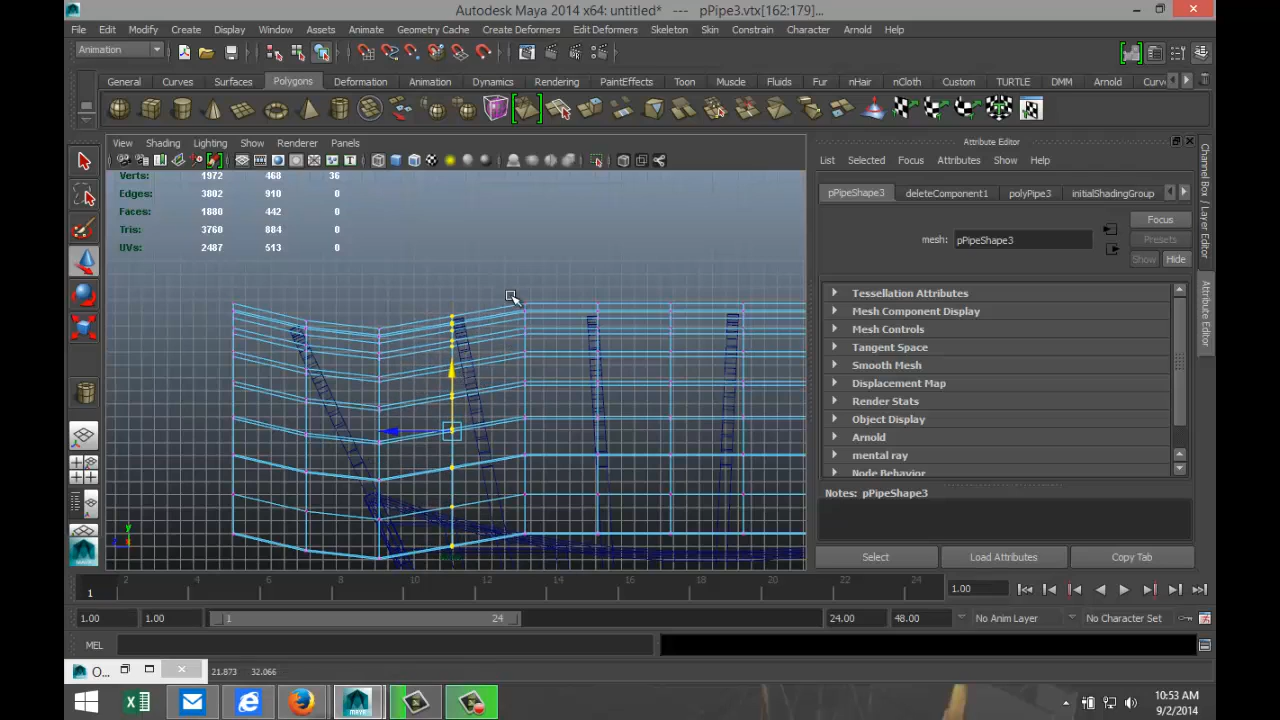 Autodesk Maya 2014 x64: untitled* --- pPipe3.vtx[162:179]...
File Edit Modify Create Display Window Assets Animate Geometry Cache Create Deformers Edit Deformers Skeleton Skin Constrain Character Arnold Help
Animation
General Curves Surfaces Polygons Deformation Animation Dynamics Rendering PaintEffects Toon Muscle Fluids Fur nHair nCloth Custom TURTLE DMM Arnold Curv
View Shading Lighting Show Renderer Panels
Verts: 1972 468 36
Edges: 3802 910 0
Faces: 1880 442 0
Tris: 3760 884 0
UVs: 2487 513 0
y
Attribute Editor
List Selected Focus Attributes Show Help
pPipeShape3 deleteComponent1 polyPipe3 initialShadingGroup
Focus
mesh: pPipeShape3
Presets
Show Hide
Tessellation Attributes
Mesh Component Display
Mesh Controls
Tangent Space
Smooth Mesh
Displacement Map
Render Stats
Object Display
Arnold
mental ray
Node Behavior
Notes: pPipeShape3
Select Load Attributes Copy Tab
Channel Box / Layer Editor
Attribute Editor
1 2 4 6 8 10 12 14 16 18 20 22 24 1.00
1.00 1.00 1 24 24.00 48.00 No Anim Layer No Character Set
MEL
O... 21.873 32.066
10:53 AM
9/2/2014